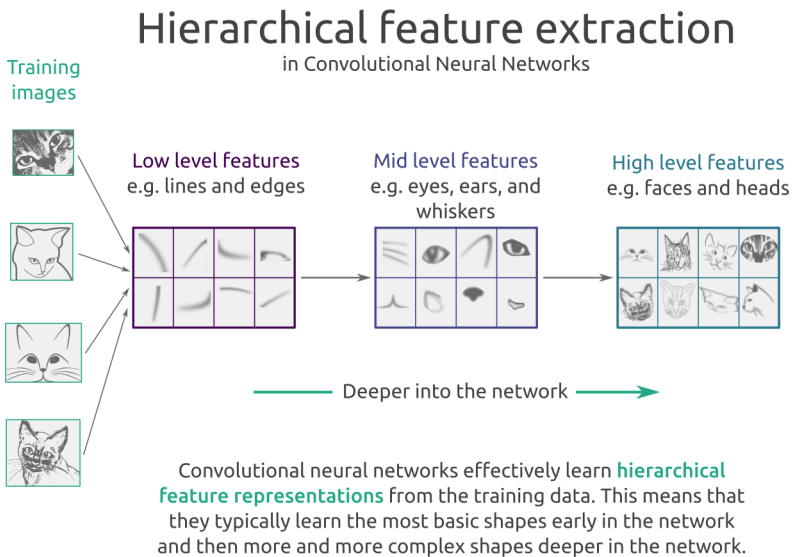 Hierarchical feature extraction
in Convolutional Neural Networks
Training
images
Low level features
e.g. lines and edges
Mid level features
e.g. eyes, ears, and
whiskers
High level features
e.g. faces and heads
Deeper into the network
Convolutional neural networks effectively learn hierarchical
feature representations from the training data. This means that
they typically learn the most basic shapes early in the network
and then more and more complex shapes deeper in the network.